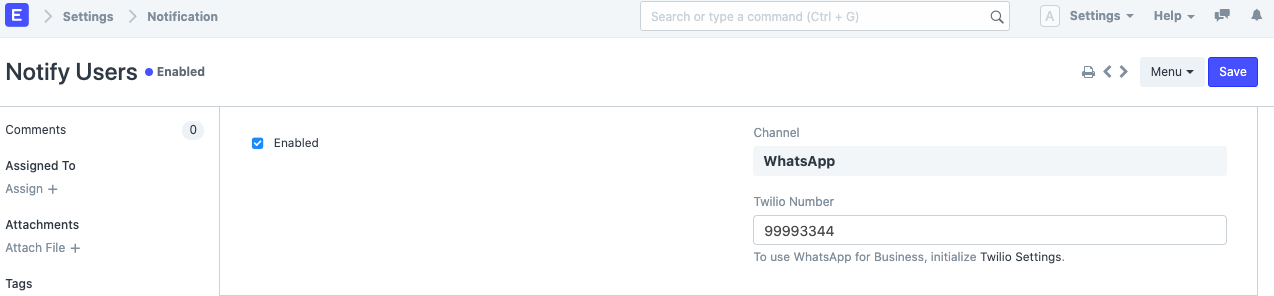 E Settings Notification Search or type a command (Ctrl + G) A Settings Help
Notify Users Enabled Menu Save
Comments 0
Assigned To
Assign +
Attachments
Attach File +
Tags
Enabled
Channel
WhatsApp
Twilio Number
99993344
To use WhatsApp for Business, initialize Twilio Settings.